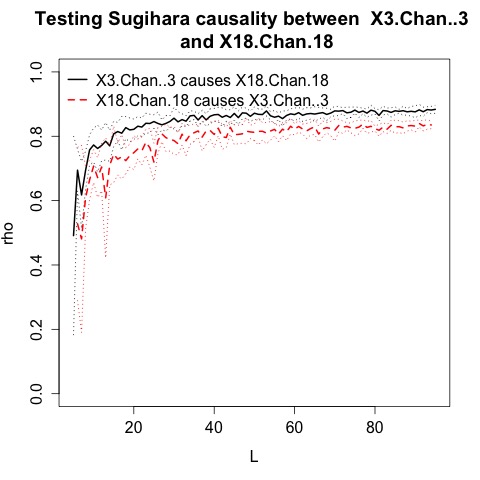 Testing Sugihara causality between  X3.Chan..3
and X18.Chan.18
X3.Chan..3 causes X18.Chan.18
X18.Chan.18 causes X3.Chan..3
1.0
0.8
0.6
0.4
0.2
0.0
rho
20 40 60 80
L